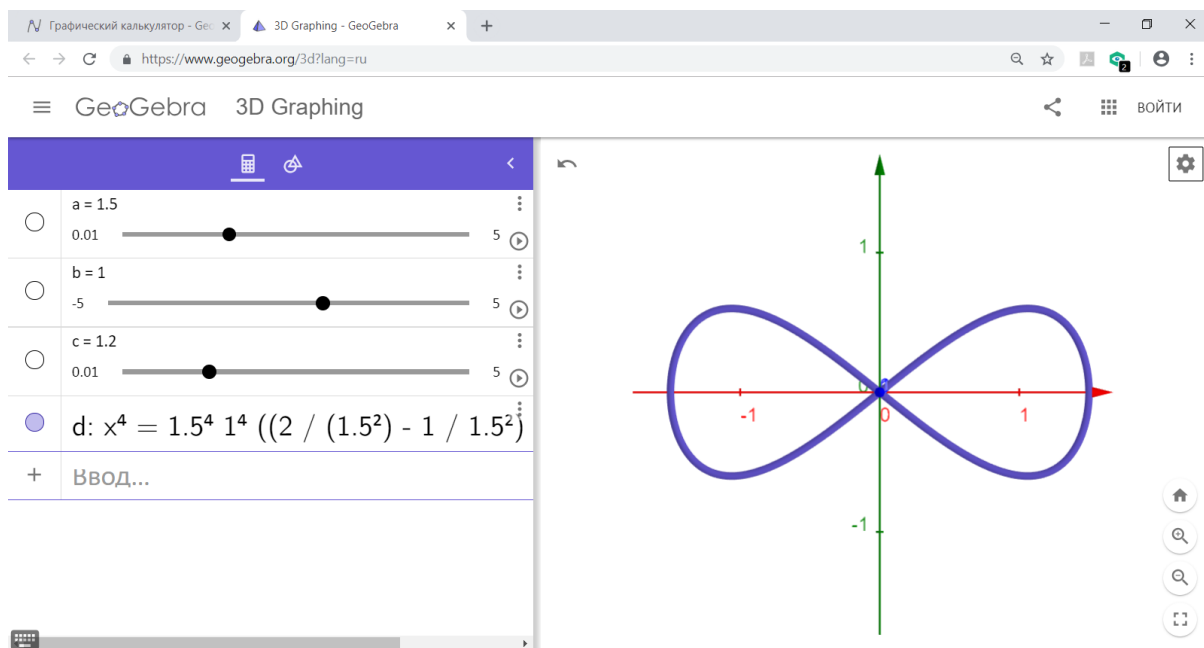 Графический калькулятор - Geo
3D Graphing - GeoGebra
https://www.geogebra.org/3d?lang=ru
2
GeoGebra 3D Graphing
ВОЙТИ
a = 1.5
0.01 5
b = 1
-5 5
c = 1.2
0.01 5
d: x⁴ = 1.5⁴ 1⁴ ((2 / (1.5²) - 1 / 1.5²)
Ввод...
1
-1 0 1
-1